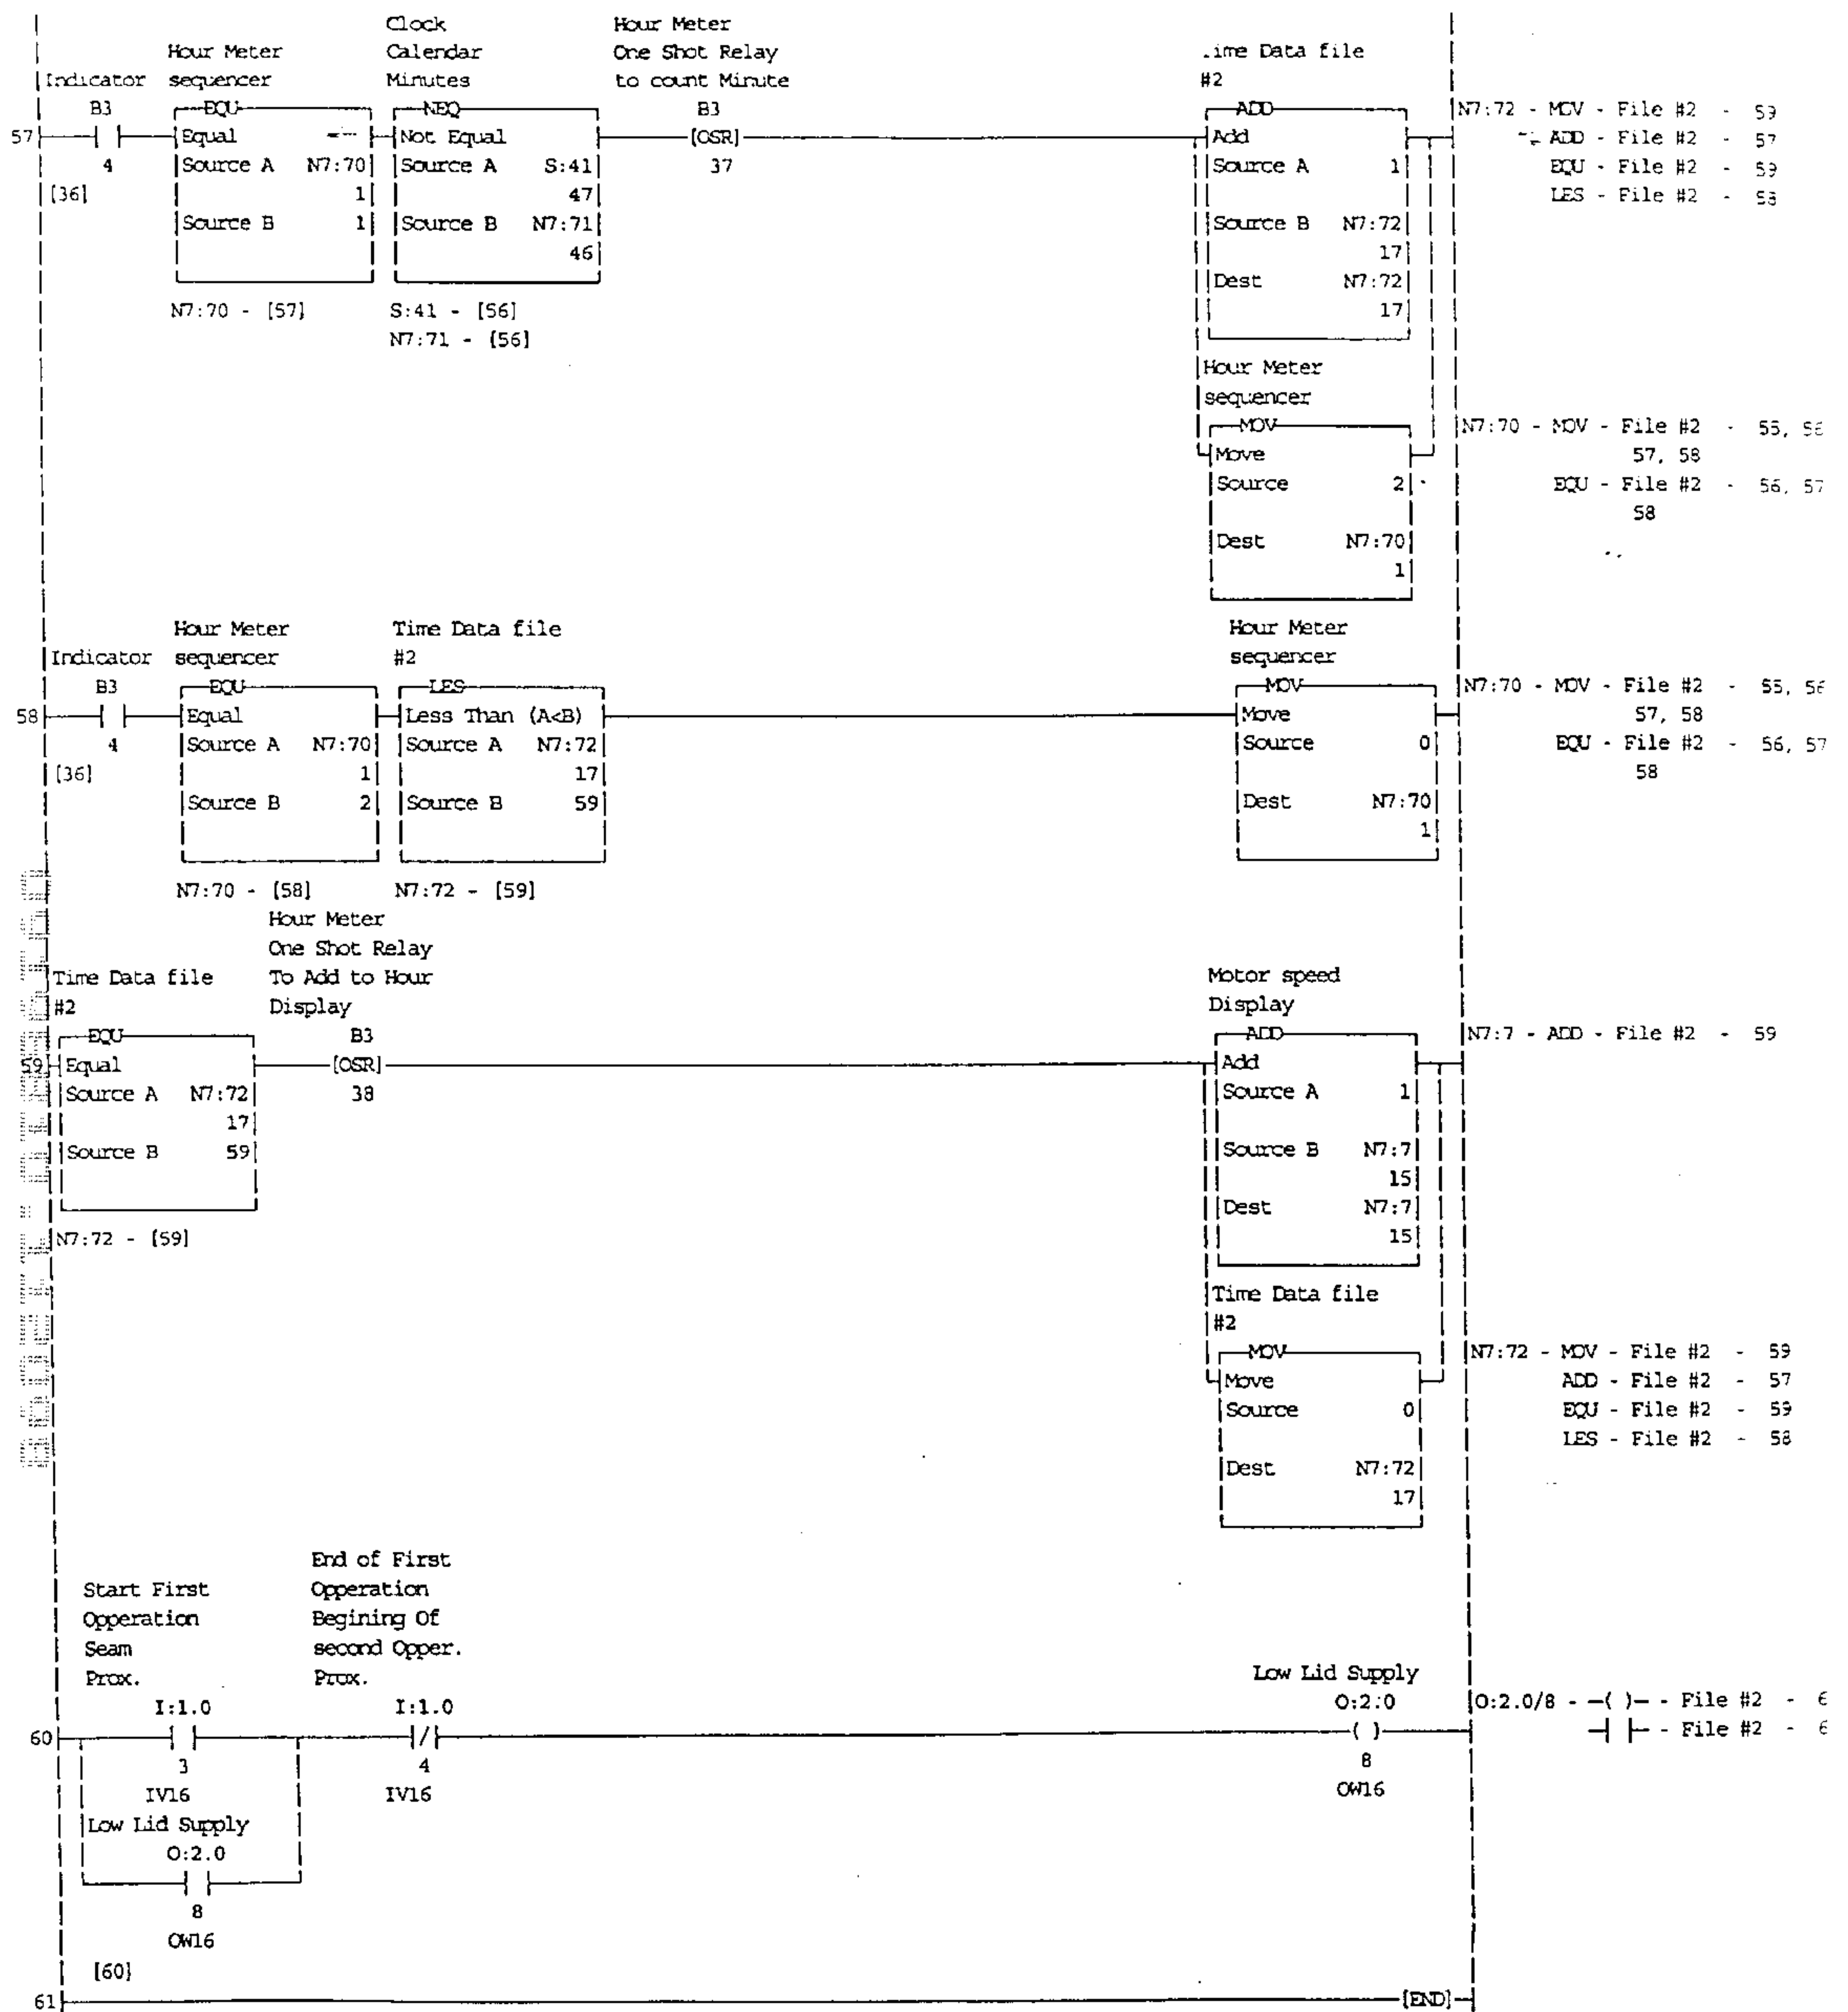 Clock Hour Meter
Hour Meter Calendar One Shot Relay .ime Data file
Indicator sequencer Minutes to count Minute #2
B3 EQU NEQ B3 ADD N7:72 - MOV - File #2 - 59
57 Equal Not Equal [OSR] Add ADD - File #2 - 57
4 Source A N7:70 Source A S:41 37 Source A 1 EQU - File #2 - 59
[36] 1 47 LES - File #2 - 58
Source B 1 Source B N7:71 Source B N7:72
46 17
Dest N7:72
N7:70 - [57] S:41 - [56] 17
N7:71 - [56]
Hour Meter
sequencer
MOV N7:70 - MOV - File #2 - 55, 56
Move 57, 58
Source 2 EQU - File #2 - 56, 57
58
Dest N7:70
1
Hour Meter Time Data file Hour Meter
Indicator sequencer #2 sequencer
B3 EQU LES MOV N7:70 - MOV - File #2 - 55, 56
58 Equal Less Than (A<B) Move 57, 58
4 Source A N7:70 Source A N7:72 Source 0 EQU - File #2 - 56, 57
[36] 1 17 58
Source B 2 Source B 59 Dest N7:70
1
N7:70 - [58] N7:72 - [59]
Hour Meter
One Shot Relay
Time Data file To Add to Hour Motor speed
#2 Display Display
EQU B3 ADD N7:7 - ADD - File #2 - 59
59 Equal [OSR] Add
Source A N7:72 38 Source A 1
17
Source B 59 Source B N7:7
15
Dest N7:7
N7:72 - [59] 15
Time Data file
#2
MOV N7:72 - MOV - File #2 - 59
Move ADD - File #2 - 57
Source 0 EQU - File #2 - 59
LES - File #2 - 58
Dest N7:72
17
End of First
Start First Opperation
Opperation Begining Of
Seam second Opper.
Prox. Prox. Low Lid Supply
I:1.0 I:1.0 O:2.0 O:2.0/8 - —( )— - File #2 - 6
60 ] [ ]/[ ( ) —] [— - File #2 - 6
3 4 8
IV16 IV16 OW16
Low Lid Supply
O:2.0
8
OW16
[60]
61 [END]